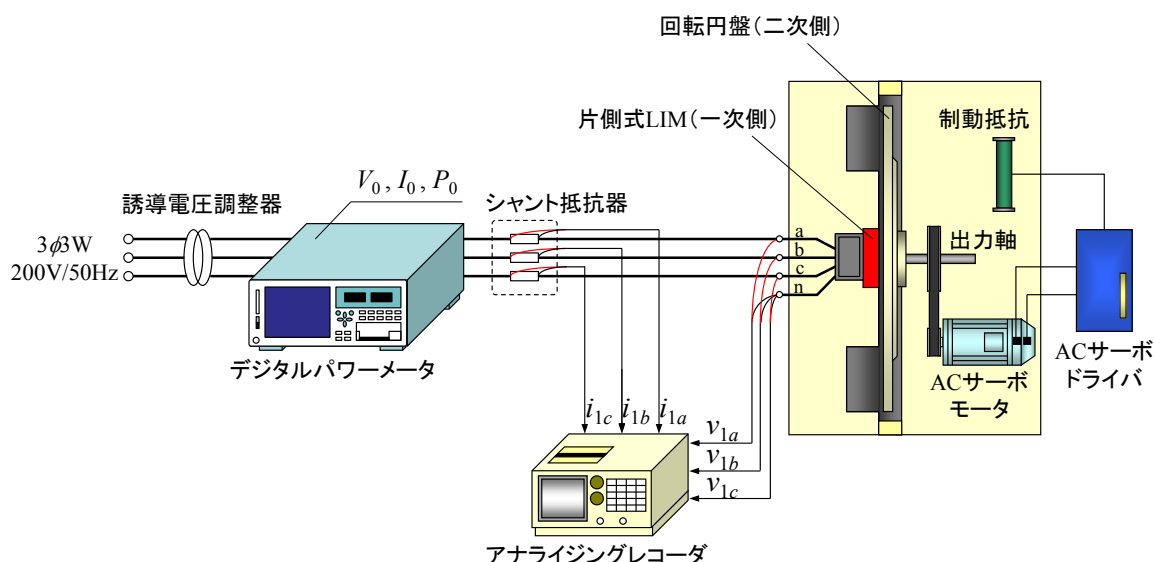 回転円盤(二次側)
片側式LIM(一次側)
制動抵抗
V₀ , I₀ , P₀
シャント抵抗器
誘導電圧調整器
3φ3W
200V/50Hz
a
b
c
n
出力軸
デジタルパワーメータ
ACサーボ
モータ
ACサーボ
ドライバ
i₁c
i₁b
i₁a
v₁a
v₁b
v₁c
アナライジングレコーダ